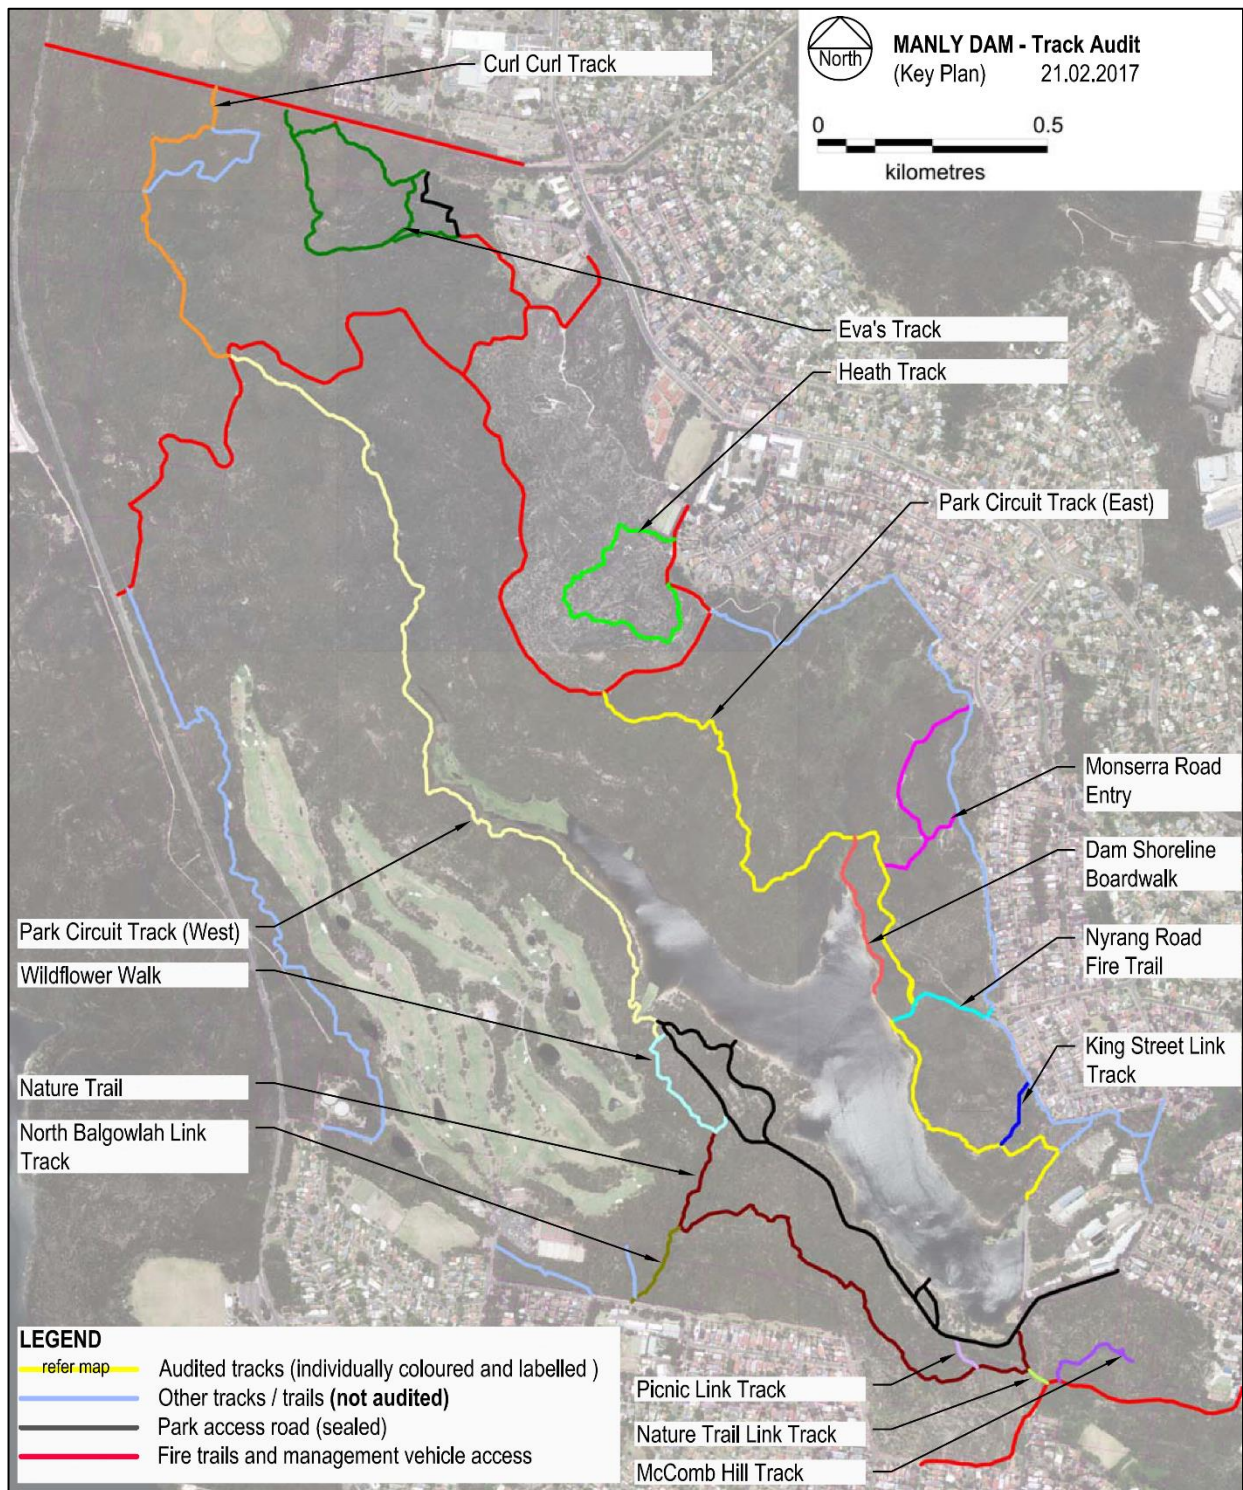 North
MANLY DAM - Track Audit
(Key Plan) 21.02.2017
0 0.5
kilometres
Curl Curl Track
Eva's Track
Heath Track
Park Circuit Track (East)
Monserra Road
Entry
Dam Shoreline
Boardwalk
Nyrang Road
Fire Trail
King Street Link
Track
Park Circuit Track (West)
Wildflower Walk
Nature Trail
North Balgowlah Link
Track
Picnic Link Track
Nature Trail Link Track
McComb Hill Track
LEGEND
refer map Audited tracks (individually coloured and labelled )
Other tracks / trails (not audited)
Park access road (sealed)
Fire trails and management vehicle access